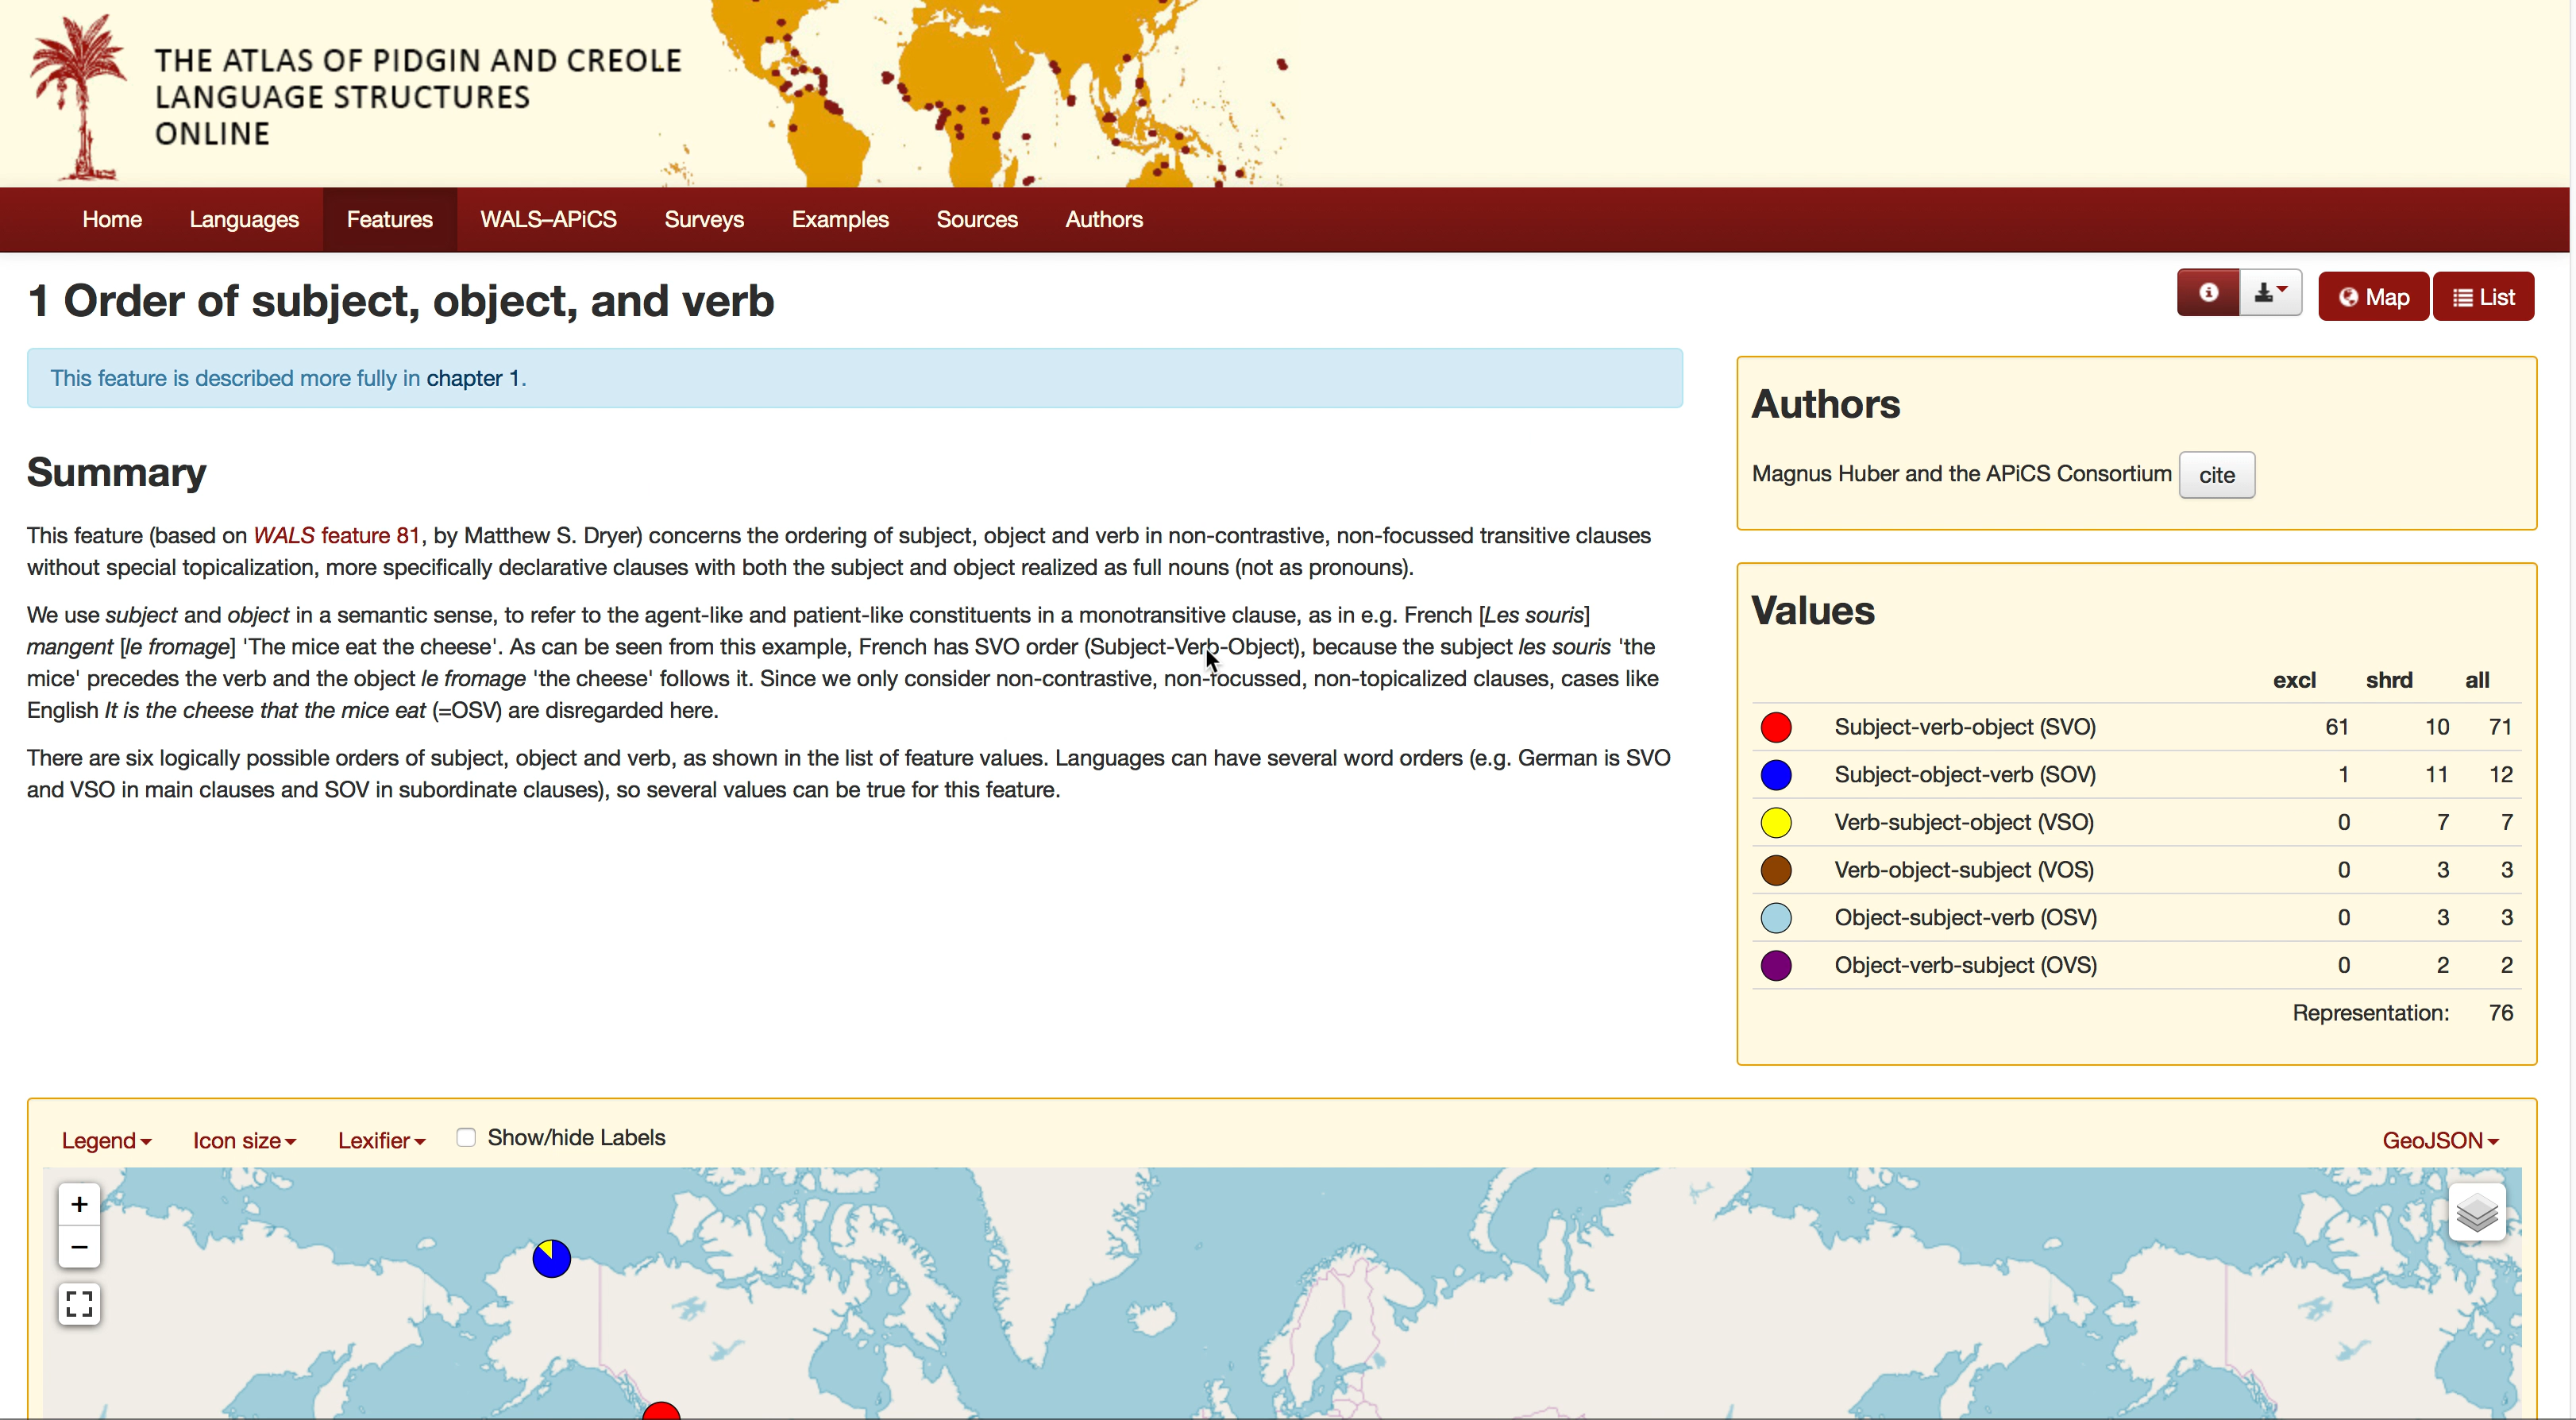 THE ATLAS OF PIDGIN AND CREOLE
LANGUAGE STRUCTURES
ONLINE
Home Languages Features WALS–APiCS Surveys Examples Sources Authors
1 Order of subject, object, and verb
Map List
This feature is described more fully in chapter 1.
Summary
This feature (based on WALS feature 81, by Matthew S. Dryer) concerns the ordering of subject, object and verb in non-contrastive, non-focussed transitive clauses
without special topicalization, more specifically declarative clauses with both the subject and object realized as full nouns (not as pronouns).
We use subject and object in a semantic sense, to refer to the agent-like and patient-like constituents in a monotransitive clause, as in e.g. French [Les souris]
mangent [le fromage] 'The mice eat the cheese'. As can be seen from this example, French has SVO order (Subject-Verb-Object), because the subject les souris 'the
mice' precedes the verb and the object le fromage 'the cheese' follows it. Since we only consider non-contrastive, non-focussed, non-topicalized clauses, cases like
English It is the cheese that the mice eat (=OSV) are disregarded here.
There are six logically possible orders of subject, object and verb, as shown in the list of feature values. Languages can have several word orders (e.g. German is SVO
and VSO in main clauses and SOV in subordinate clauses), so several values can be true for this feature.
Authors
Magnus Huber and the APiCS Consortium cite
Values
excl shrd all
Subject-verb-object (SVO) 61 10 71
Subject-object-verb (SOV) 1 11 12
Verb-subject-object (VSO) 0 7 7
Verb-object-subject (VOS) 0 3 3
Object-subject-verb (OSV) 0 3 3
Object-verb-subject (OVS) 0 2 2
Representation: 76
Legend Icon size Lexifier Show/hide Labels GeoJSON
+
−